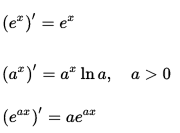 (e^x)′ = e^x
(a^x)′ = a^x ln a,   a > 0
(e^{ax})′ = ae^{ax}